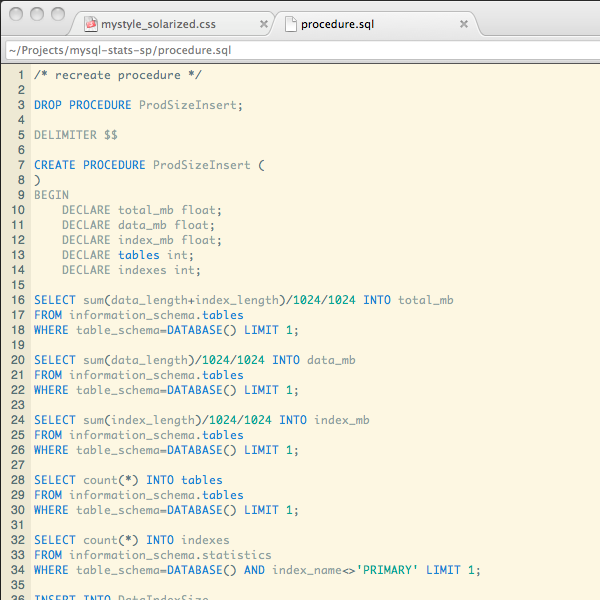 mystyle_solarized.css
procedure.sql
~/Projects/mysql-stats-sp/procedure.sql
1 /* recreate procedure */
2
3 DROP PROCEDURE ProdSizeInsert;
4
5 DELIMITER $$
6
7 CREATE PROCEDURE ProdSizeInsert (
8 )
9 BEGIN
10 DECLARE total_mb float;
11 DECLARE data_mb float;
12 DECLARE index_mb float;
13 DECLARE tables int;
14 DECLARE indexes int;
15
16 SELECT sum(data_length+index_length)/1024/1024 INTO total_mb
17 FROM information_schema.tables
18 WHERE table_schema=DATABASE() LIMIT 1;
19
20 SELECT sum(data_length)/1024/1024 INTO data_mb
21 FROM information_schema.tables
22 WHERE table_schema=DATABASE() LIMIT 1;
23
24 SELECT sum(index_length)/1024/1024 INTO index_mb
25 FROM information_schema.tables
26 WHERE table_schema=DATABASE() LIMIT 1;
27
28 SELECT count(*) INTO tables
29 FROM information_schema.tables
30 WHERE table_schema=DATABASE() LIMIT 1;
31
32 SELECT count(*) INTO indexes
33 FROM information_schema.statistics
34 WHERE table_schema=DATABASE() AND index_name<>'PRIMARY' LIMIT 1;
35
36 INSERT INTO DataIndexSize